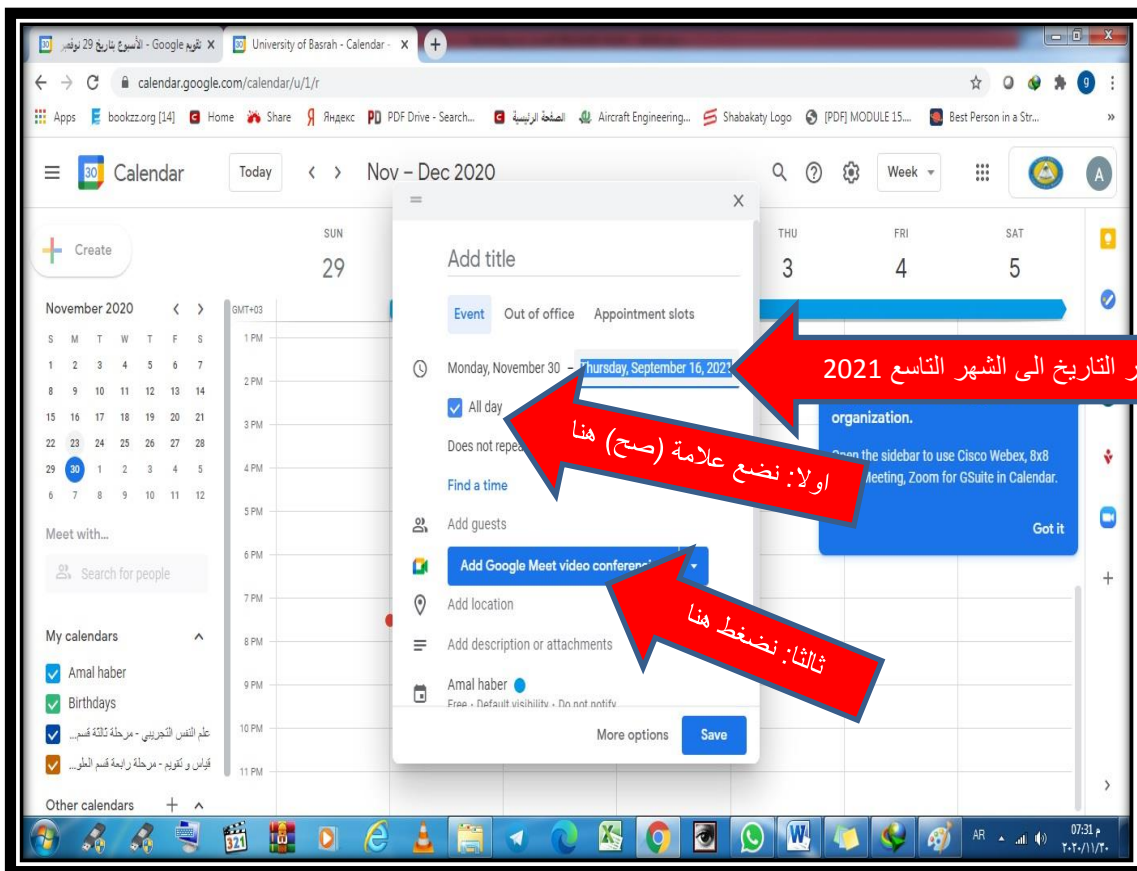 تقويم Google - الأسبوع بتاريخ 29 نوفمبر
University of Basrah - Calendar -
calendar.google.com/calendar/u/1/r
g
Apps bookzz.org [14] Home Share Яндекс PDF Drive - Search... الصفحة الرئيسية Aircraft Engineering... Shabakaty Logo [PDF] MODULE 15.... Best Person in a Str... »
30 Calendar Today Nov – Dec 2020 Week A
Create
SUN THU FRI SAT
29 3 4 5
GMT+03
November 2020
S M T W T F S
1 2 3 4 5 6 7
8 9 10 11 12 13 14
15 16 17 18 19 20 21
22 23 24 25 26 27 28
29 30 1 2 3 4 5
6 7 8 9 10 11 12
Meet with...
Search for people
My calendars
Amal haber
Birthdays
علم النفس التجريبي - مرحلة ثالثة قسم...
قياس و تقويم - مرحلة رابعة قسم العلو...
Other calendars
1 PM
2 PM
3 PM
4 PM
5 PM
6 PM
7 PM
8 PM
9 PM
10 PM
11 PM
Add title
Event Out of office Appointment slots
Monday, November 30 – Thursday, September 16, 2021
All day
Does not repea
Find a time
Add guests
Add Google Meet video conferenc
Add location
Add description or attachments
Amal haber
Free • Default visibility • Do not notify
More options Save
التاريخ الى الشهر التاسع 2021
اولا: نضع علامة (صح) هنا
ثالثا: نضغط هنا
organization.
the sidebar to use Cisco Webex, 8x8
Meeting, Zoom for GSuite in Calendar.
Got it
321
AR
07:31 م
٢٠٢٠/١١/٣٠